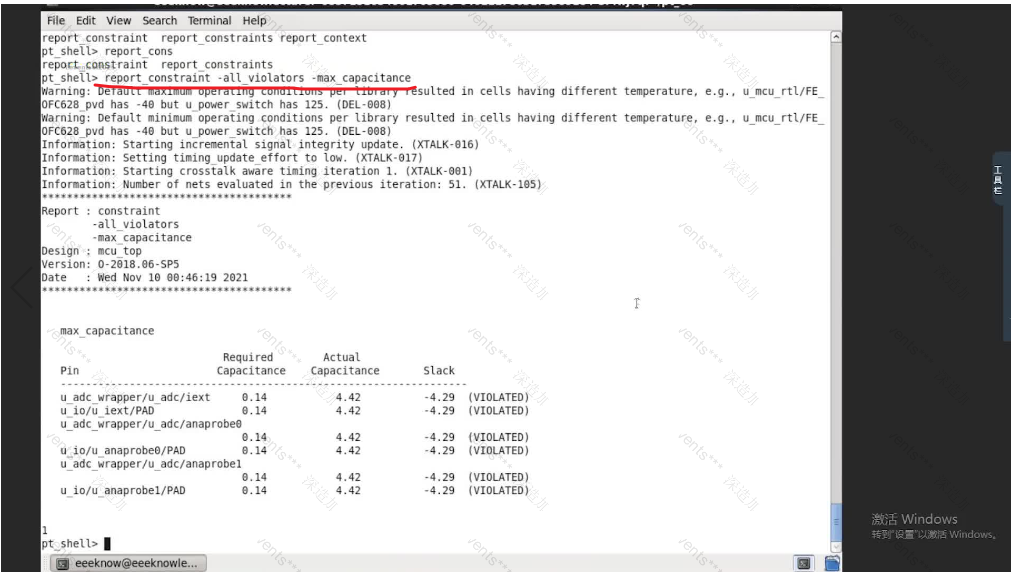 File Edit View Search Terminal Help
report_constraint  report_constraints report_context
pt_shell> report_cons
report_constraint  report_constraints
pt_shell> report_constraint -all_violators -max_capacitance
Warning: Default maximum operating conditions per library resulted in cells having different temperature, e.g., u_mcu_rtl/FE_
OFC628_pvd has -40 but u_power_switch has 125. (DEL-008)
Warning: Default minimum operating conditions per library resulted in cells having different temperature, e.g., u_mcu_rtl/FE_
OFC628_pvd has -40 but u_power_switch has 125. (DEL-008)
Information: Starting incremental signal integrity update. (XTALK-016)
Information: Setting timing_update_effort to low. (XTALK-017)
Information: Starting crosstalk aware timing iteration 1. (XTALK-001)
Information: Number of nets evaluated in the previous iteration: 51. (XTALK-105)
****************************************
Report : constraint
-all_violators
-max_capacitance
Design : mcu_top
Version: O-2018.06-SP5
Date   : Wed Nov 10 00:46:19 2021
****************************************
max_capacitance
Required Actual
Pin Capacitance Capacitance Slack
-----------------------------------------------------------------
u_adc_wrapper/u_adc/iext 0.14 4.42 -4.29 (VIOLATED)
u_io/u_iext/PAD 0.14 4.42 -4.29 (VIOLATED)
u_adc_wrapper/u_adc/anaprobe0
0.14 4.42 -4.29 (VIOLATED)
u_io/u_anaprobe0/PAD 0.14 4.42 -4.29 (VIOLATED)
u_adc_wrapper/u_adc/anaprobe1
0.14 4.42 -4.29 (VIOLATED)
u_io/u_anaprobe1/PAD 0.14 4.42 -4.29 (VIOLATED)
1
pt_shell>
eeeknow@eeeknowle...
工具栏
激活 Windows
转到"设置"以激活 Windows。